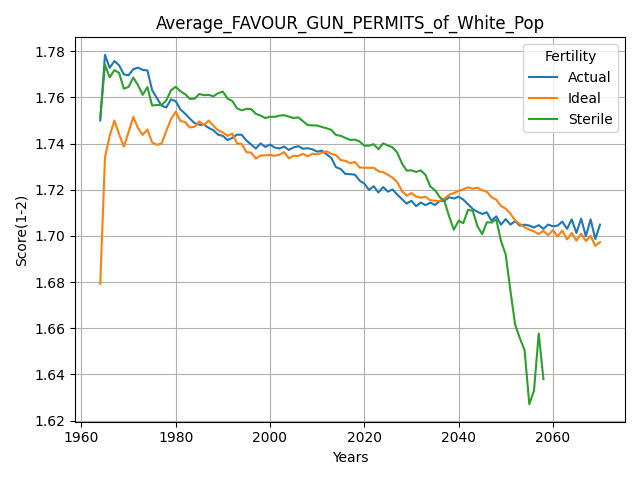 Average_FAVOUR_GUN_PERMITS_of_White_Pop
Score(1-2)
1.78
1.76
1.74
1.72
1.70
1.68
1.66
1.64
1.62
Fertility
Actual
Ideal
Sterile
1960 1980 2000 2020 2040 2060
Years